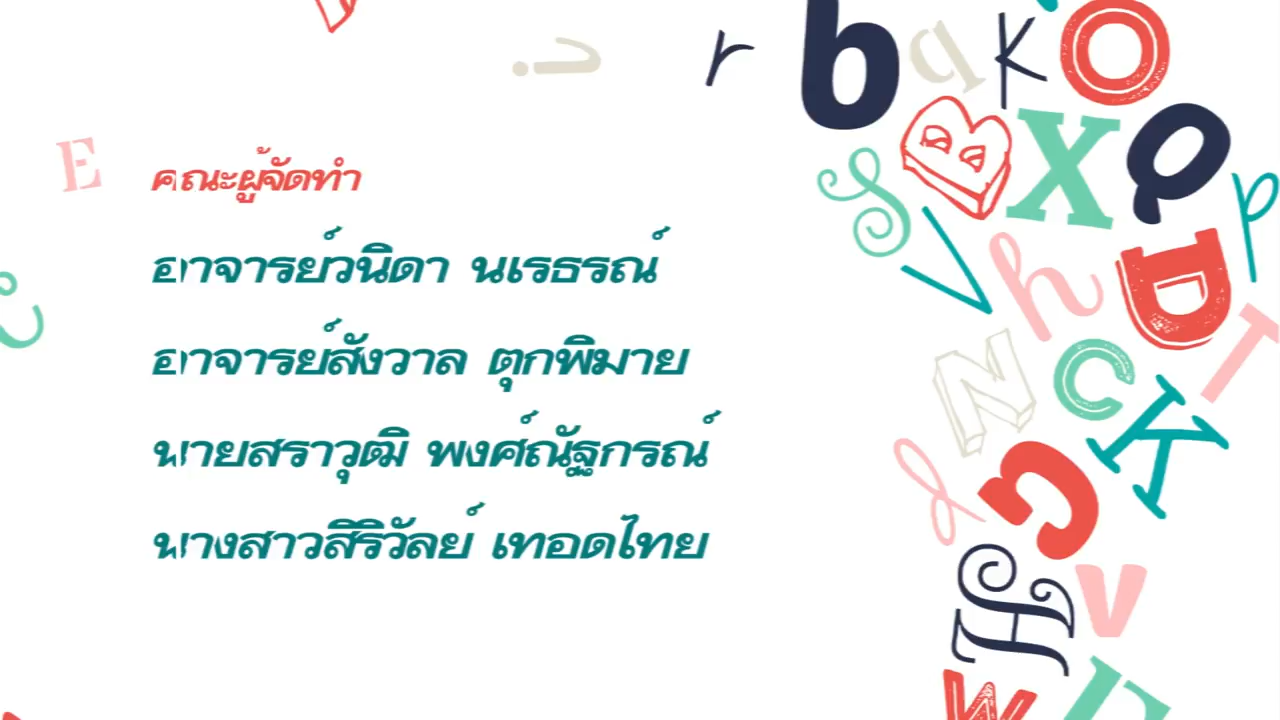 คณะผู้จัดทำ
อาจารย์วนิดา นเรธรณ์
อาจารย์สังวาล ตุกพิมาย
นายสราวุฒิ พงศ์ณัฐกรณ์
นางสาวสิริวัลย์ เทอดไทย